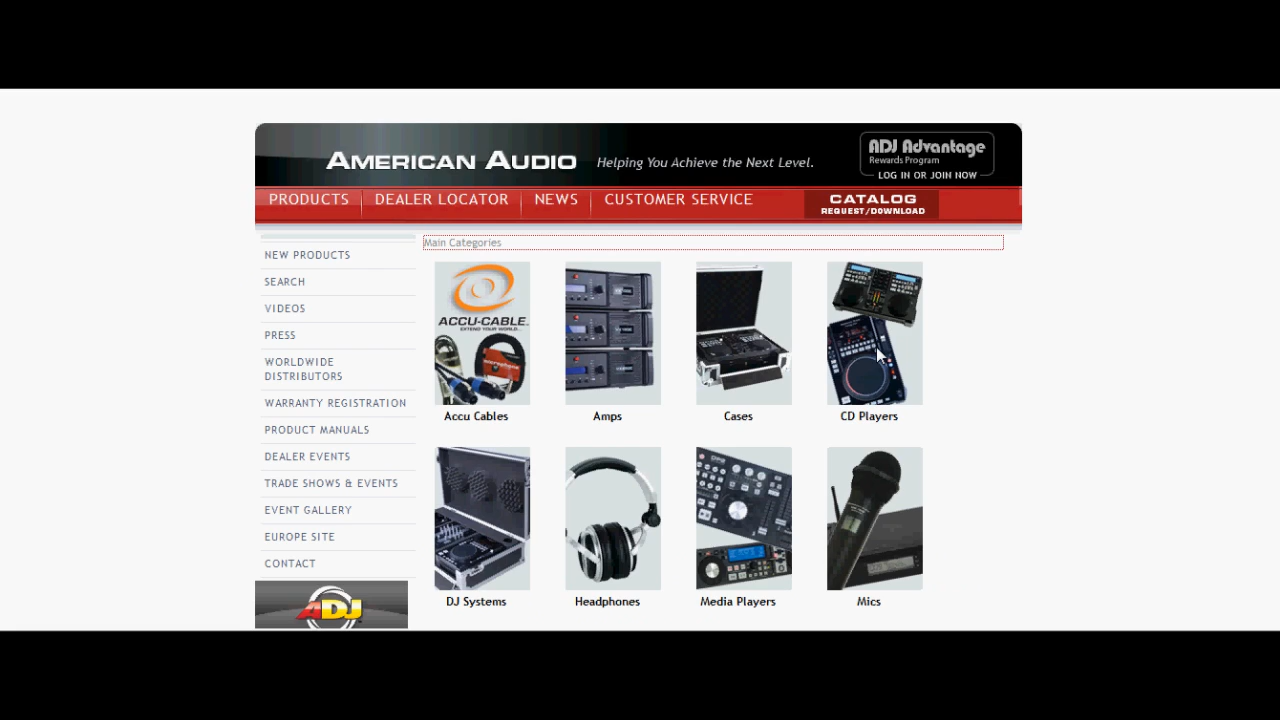 AMERICAN AUDIO
Helping You Achieve the Next Level.
ADJ Advantage
Rewards Program
LOG IN OR JOIN NOW
PRODUCTS
DEALER LOCATOR
NEWS
CUSTOMER SERVICE
CATALOG
REQUEST/DOWNLOAD
NEW PRODUCTS
SEARCH
VIDEOS
PRESS
WORLDWIDE
DISTRIBUTORS
WARRANTY REGISTRATION
PRODUCT MANUALS
DEALER EVENTS
TRADE SHOWS & EVENTS
EVENT GALLERY
EUROPE SITE
CONTACT
ADJ
Main Categories
ACCU-CABLE
EXTEND YOUR WORLD...
Accu Cables
Amps
Cases
CD Players
DJ Systems
Headphones
Media Players
Mics